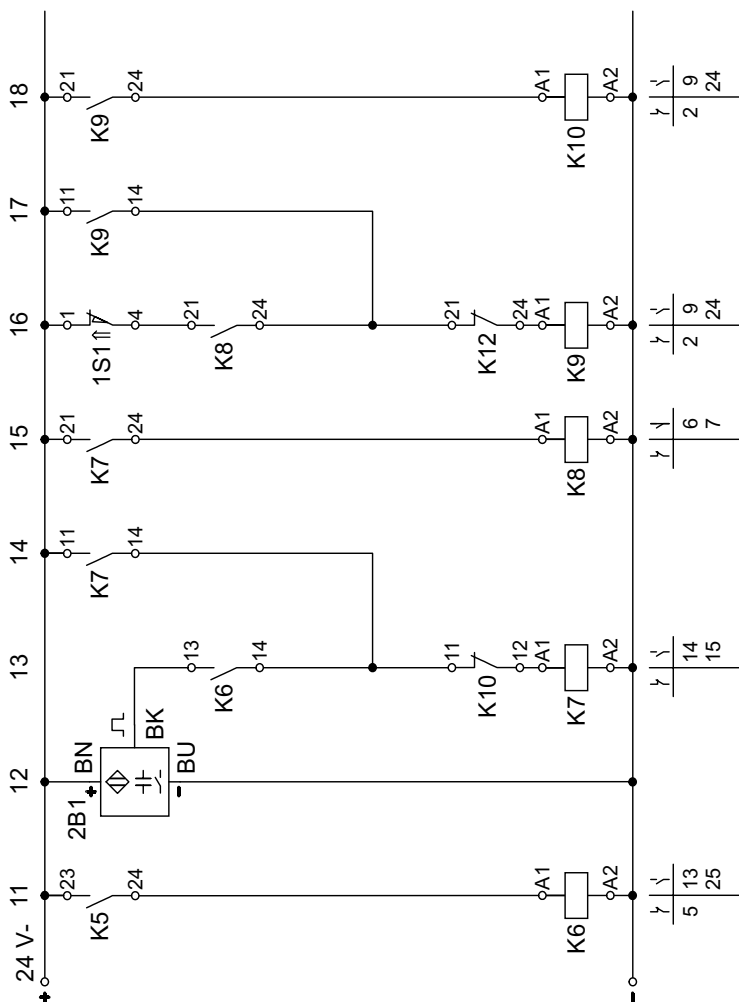 24 V- 11 12 13 14 15 16 17 18
+
23 11 21 1 11 21
K5 K7 K7 1S1 K9 K9
24 14 24 4 14 24
2B1 + BN
BK
- BU
13 21
K6 K8
14 24
11 21
K10 K12
12 24
A1 A1 A1 A1 A1
K6 K7 K8 K9 K10
A2 A2 A2 A2 A2
-
5 13 14 6 2 9 2 9
25 15 7 24 24